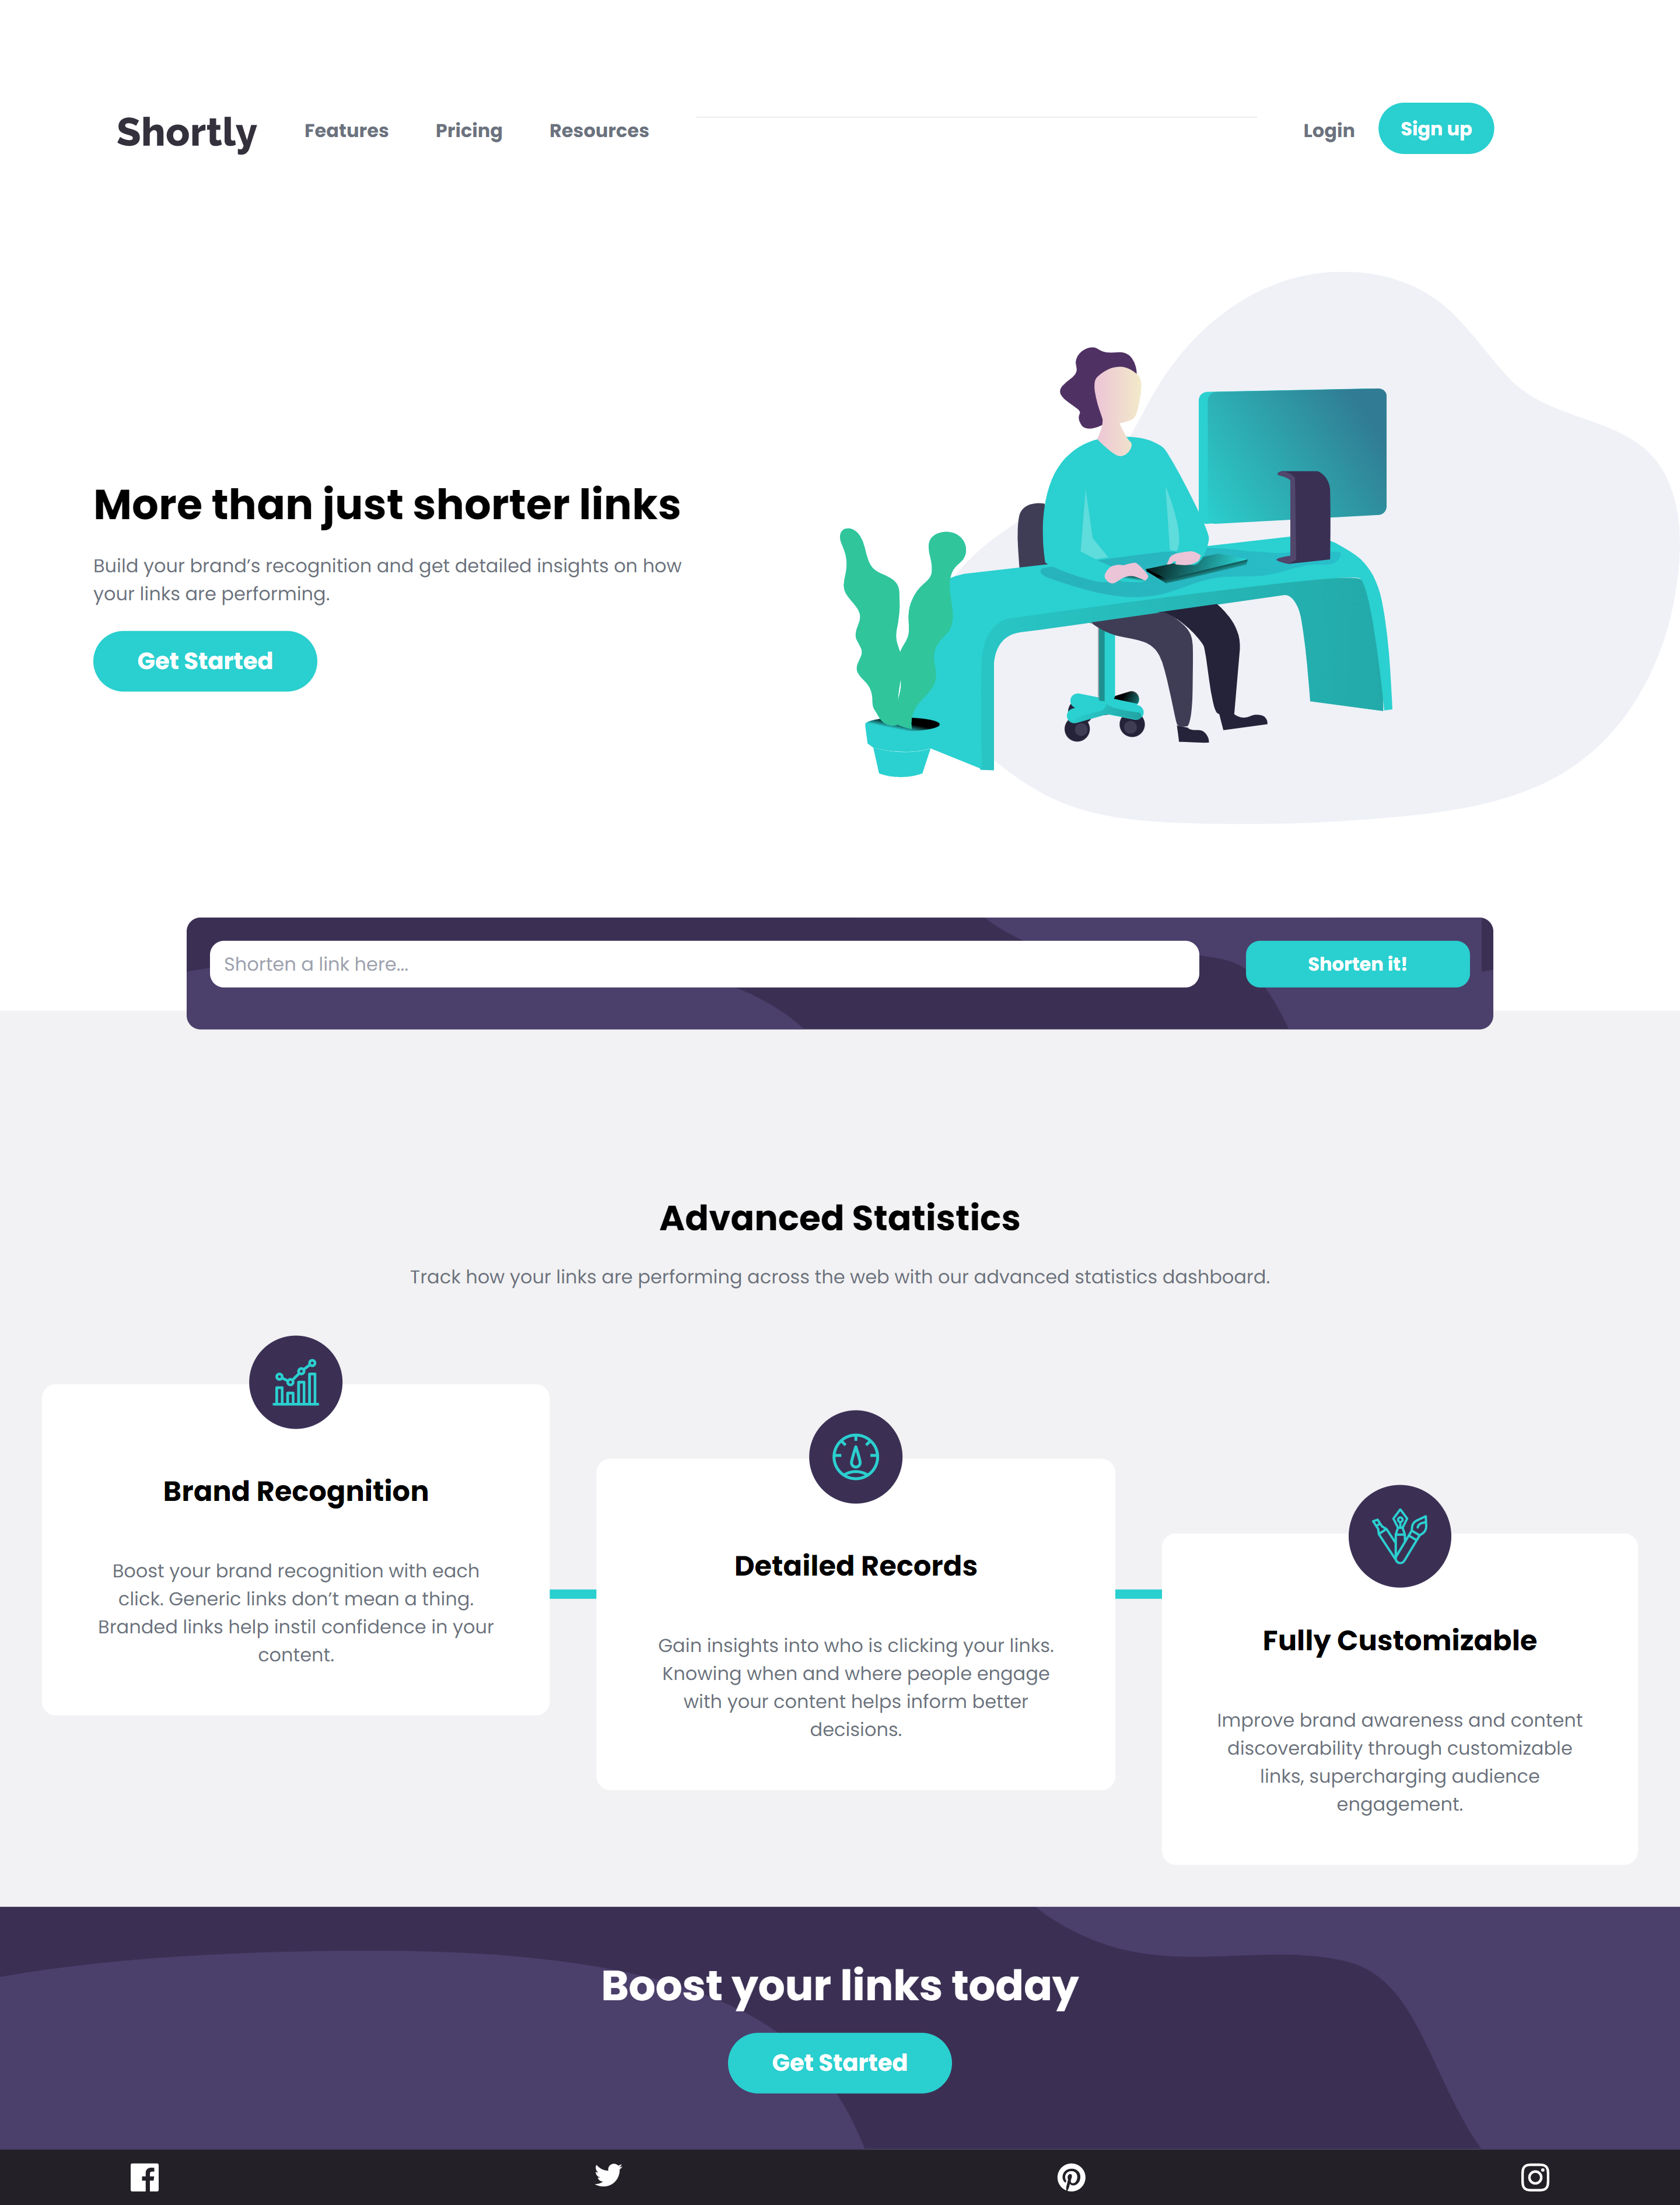 Shortly
Features
Pricing
Resources
Login
Sign up
More than just shorter links
Build your brand’s recognition and get detailed insights on how
your links are performing.
Get Started
Shorten a link here...
Shorten it!
Advanced Statistics
Track how your links are performing across the web with our advanced statistics dashboard.
Brand Recognition
Boost your brand recognition with each
click. Generic links don’t mean a thing.
Branded links help instil confidence in your
content.
Detailed Records
Gain insights into who is clicking your links.
Knowing when and where people engage
with your content helps inform better
decisions.
Fully Customizable
Improve brand awareness and content
discoverability through customizable
links, supercharging audience
engagement.
Boost your links today
Get Started